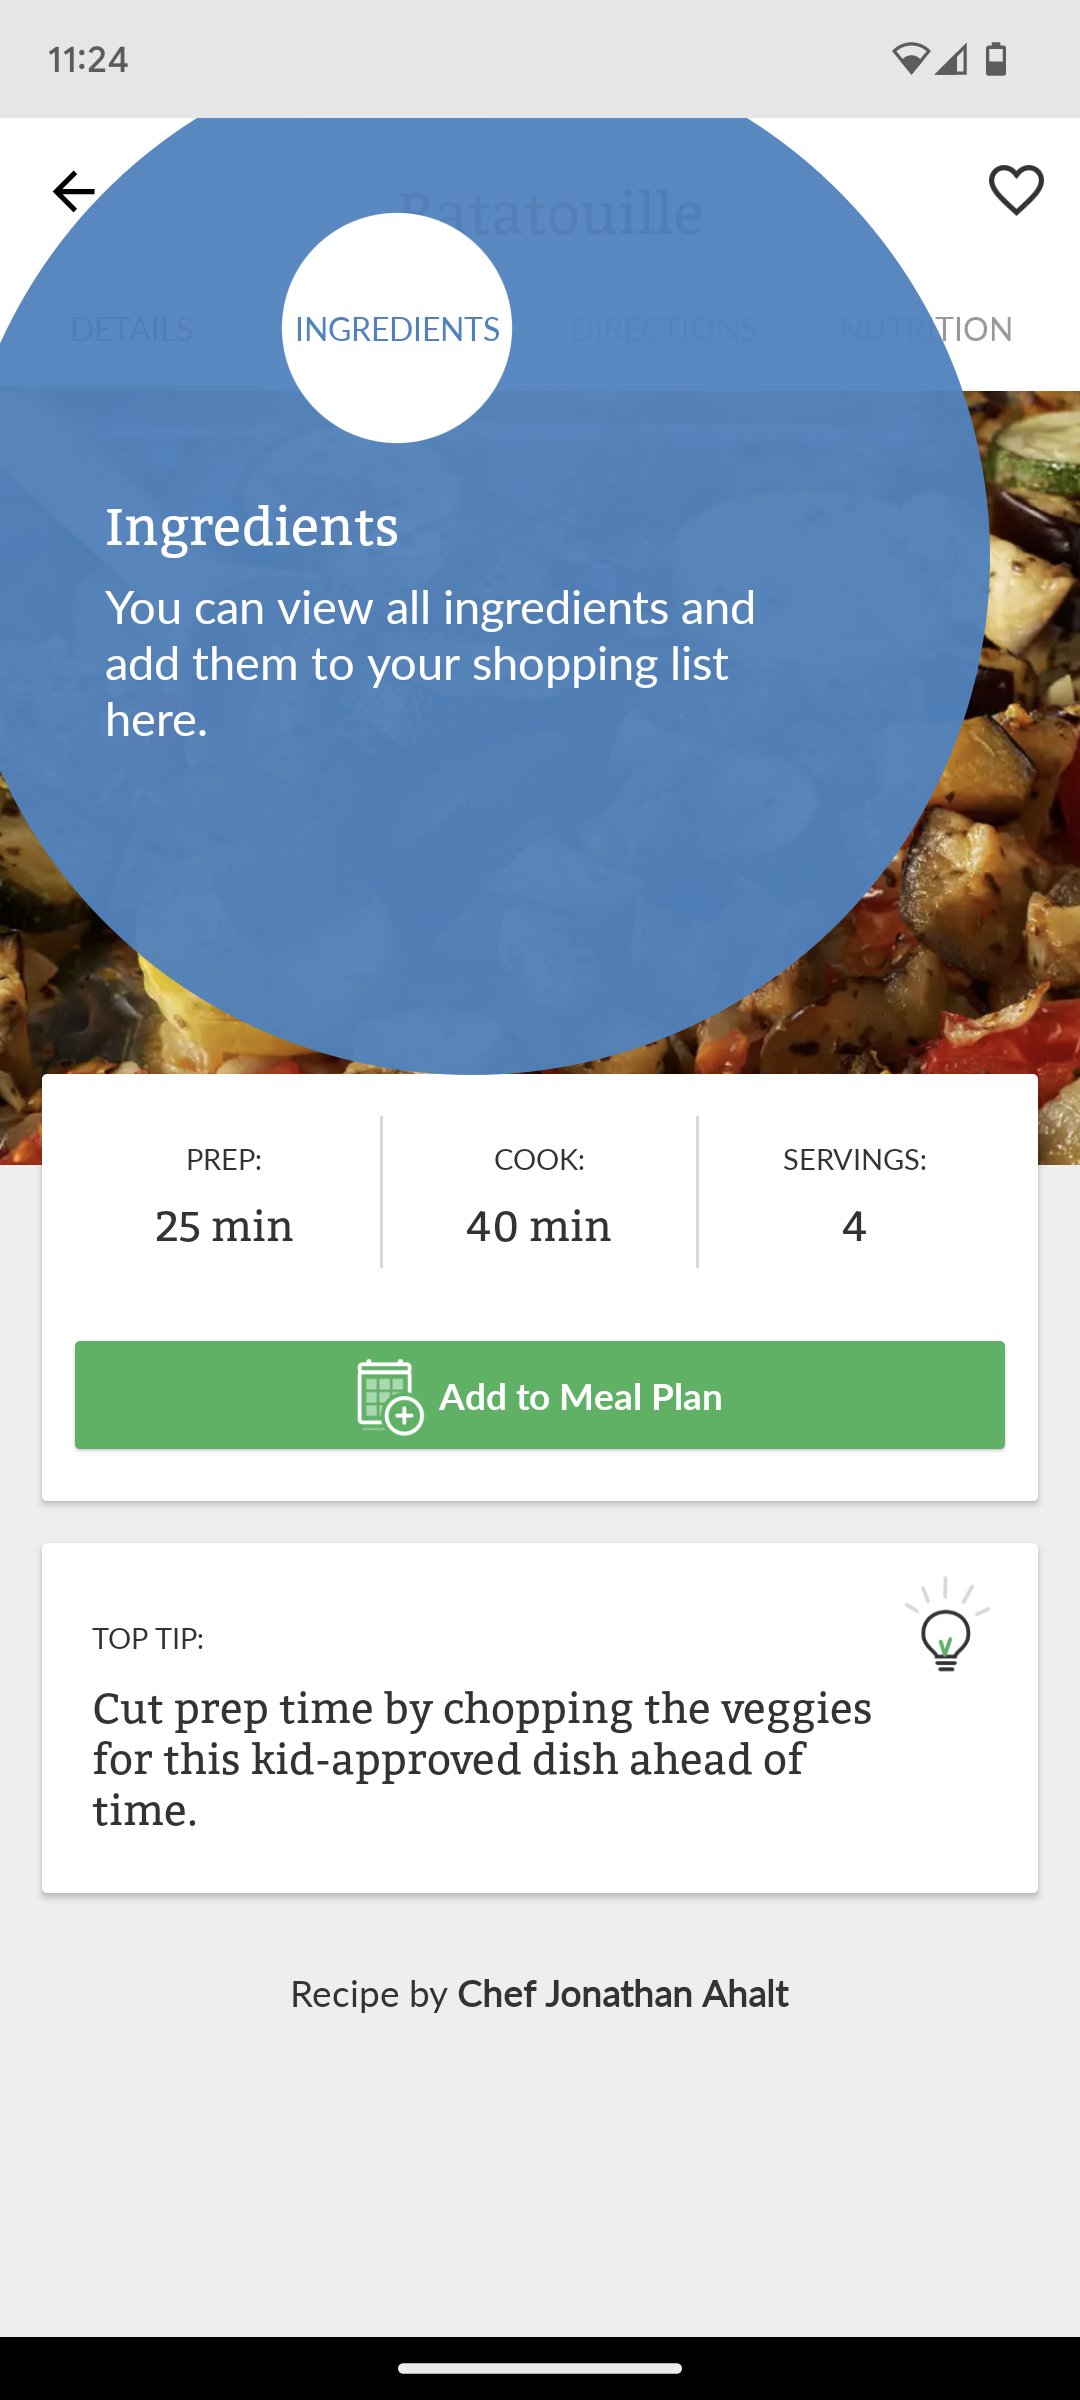 11:24
Ratatouille
DETAILS
INGREDIENTS
DIRECTIONS
NUTRITION
Ingredients
You can view all ingredients and
add them to your shopping list
here.
PREP:
25 min
COOK:
40 min
SERVINGS:
4
Add to Meal Plan
TOP TIP:
Cut prep time by chopping the veggies
for this kid-approved dish ahead of
time.
Recipe by Chef Jonathan Ahalt